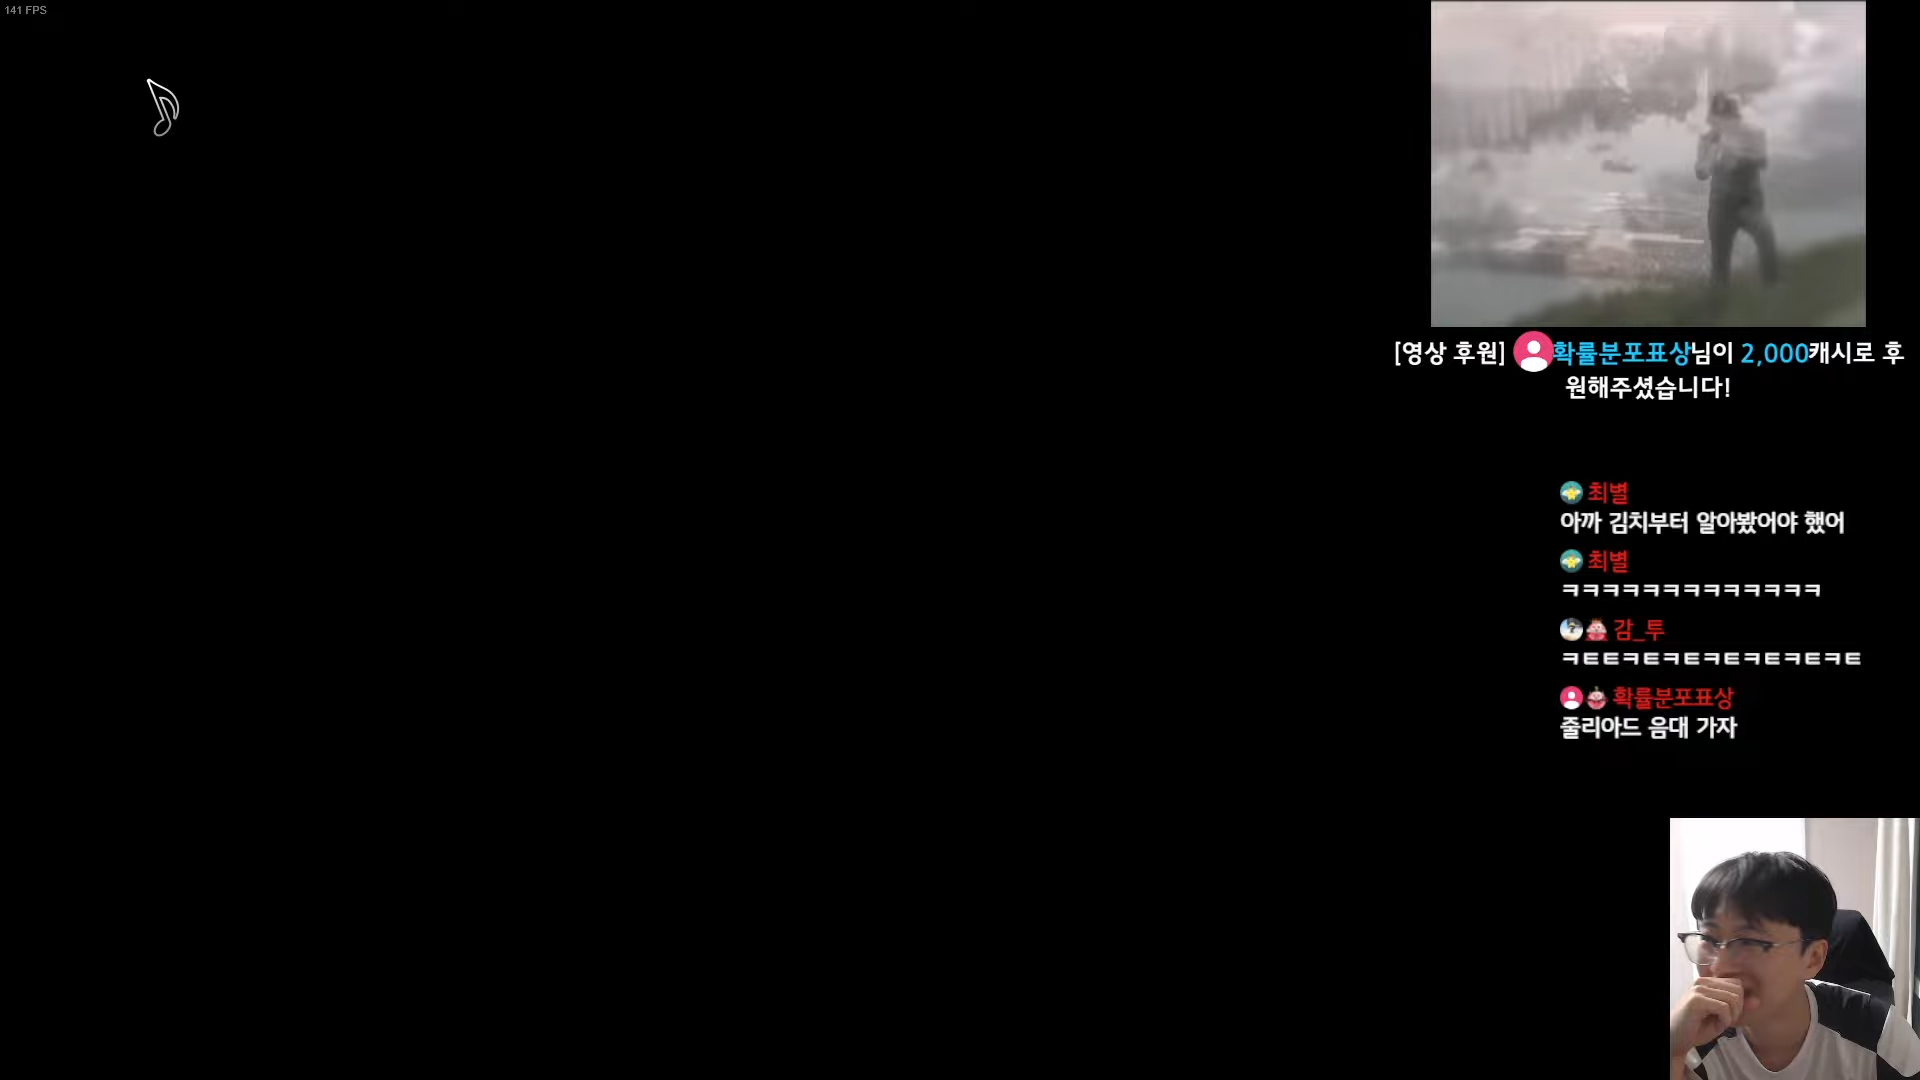 141 FPS
[영상 후원] 확률분포표상님이 2,000캐시로 후
원해주셨습니다!
최별
아까 김치부터 알아봤어야 했어
최별
ㅋㅋㅋㅋㅋㅋㅋㅋㅋㅋㅋㅋㅋ
감_투
ㅋㅌㅌㅋㅌㅋㅌㅋㅌㅋㅌㅋㅌㅋㅌ
확률분포표상
줄리아드 음대 가자